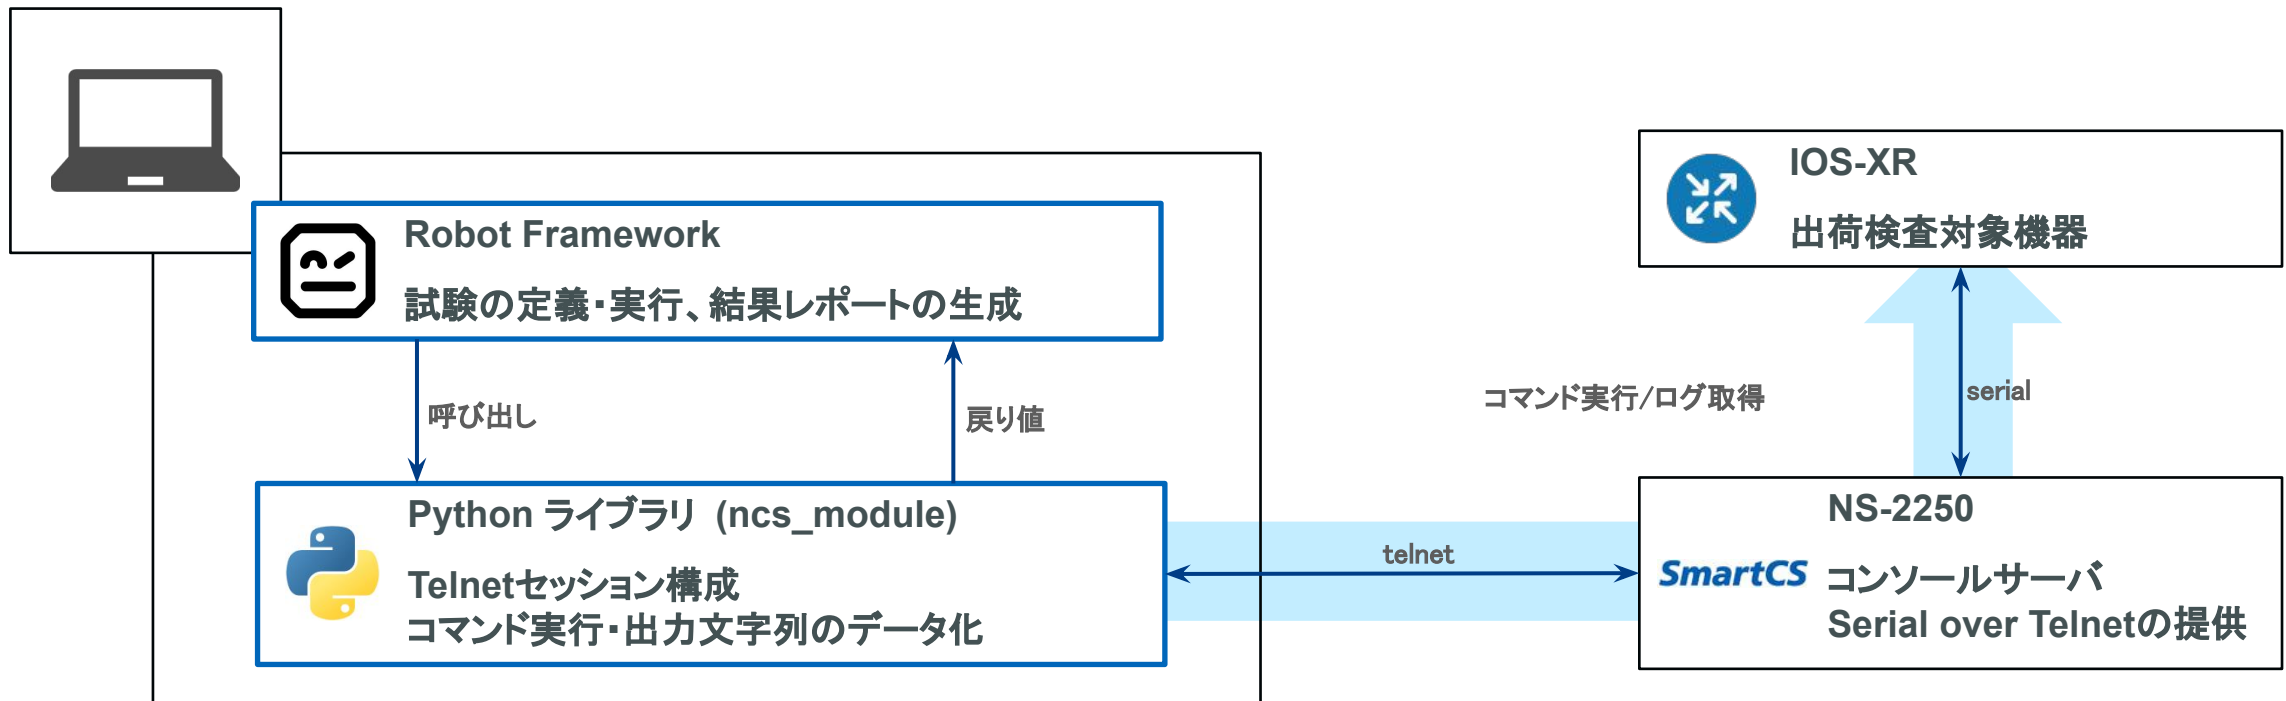 Robot Framework
試験の定義・実行、結果レポートの生成
呼び出し
戻り値
Python ライブラリ (ncs_module)
Telnetセッション構成
コマンド実行・出力文字列のデータ化
telnet
コマンド実行/ログ取得
IOS-XR
出荷検査対象機器
serial
NS-2250
SmartCS
コンソールサーバ
Serial over Telnetの提供